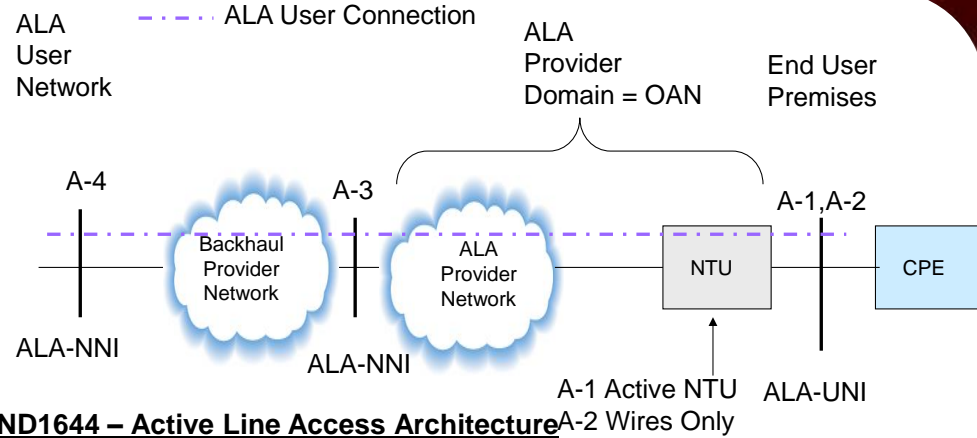 ALA
User
Network
ALA User Connection
ALA
Provider
Domain = OAN
End User
Premises
A-4
A-3
A-1,A-2
Backhaul
Provider
Network
ALA
Provider
Network
NTU
CPE
ALA-NNI
ALA-NNI
A-1 Active NTU
A-2 Wires Only
ALA-UNI
ND1644 – Active Line Access Architecture